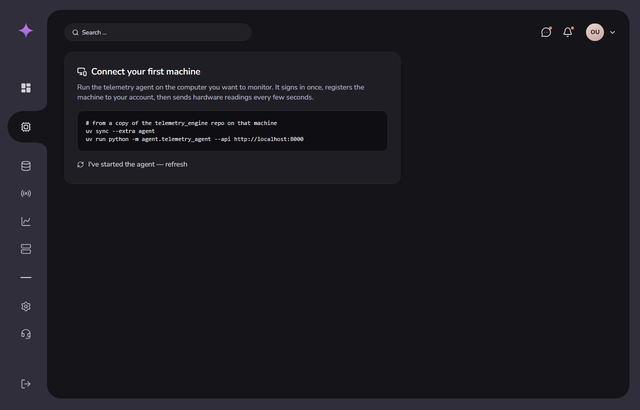 Search ...
OU
Connect your first machine
Run the telemetry agent on the computer you want to monitor. It signs in once, registers the
machine to your account, then sends hardware readings every few seconds.
# from a copy of the telemetry_engine repo on that machine
uv sync --extra agent
uv run python -m agent.telemetry_agent --api http://localhost:8000
I've started the agent — refresh